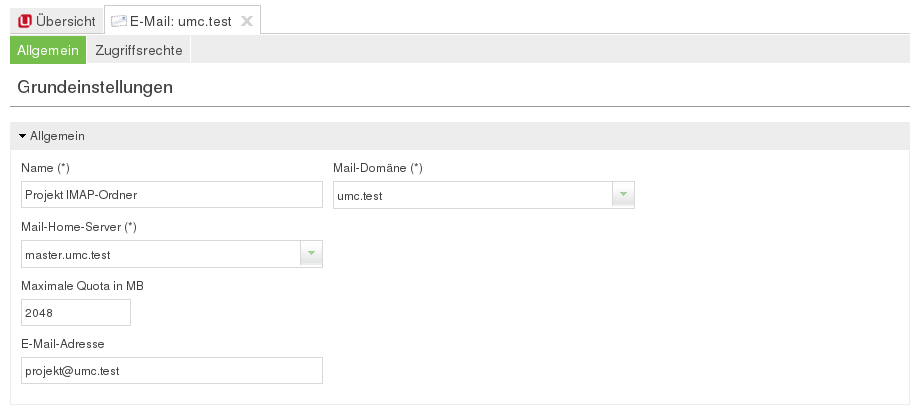 Übersicht E-Mail: umc.test
Allgemein Zugriffsrechte
Grundeinstellungen
Allgemein
Name (*) Mail-Domäne (*)
Projekt IMAP-Ordner umc.test
Mail-Home-Server (*)
master.umc.test
Maximale Quota in MB
2048
E-Mail-Adresse
projekt@umc.test